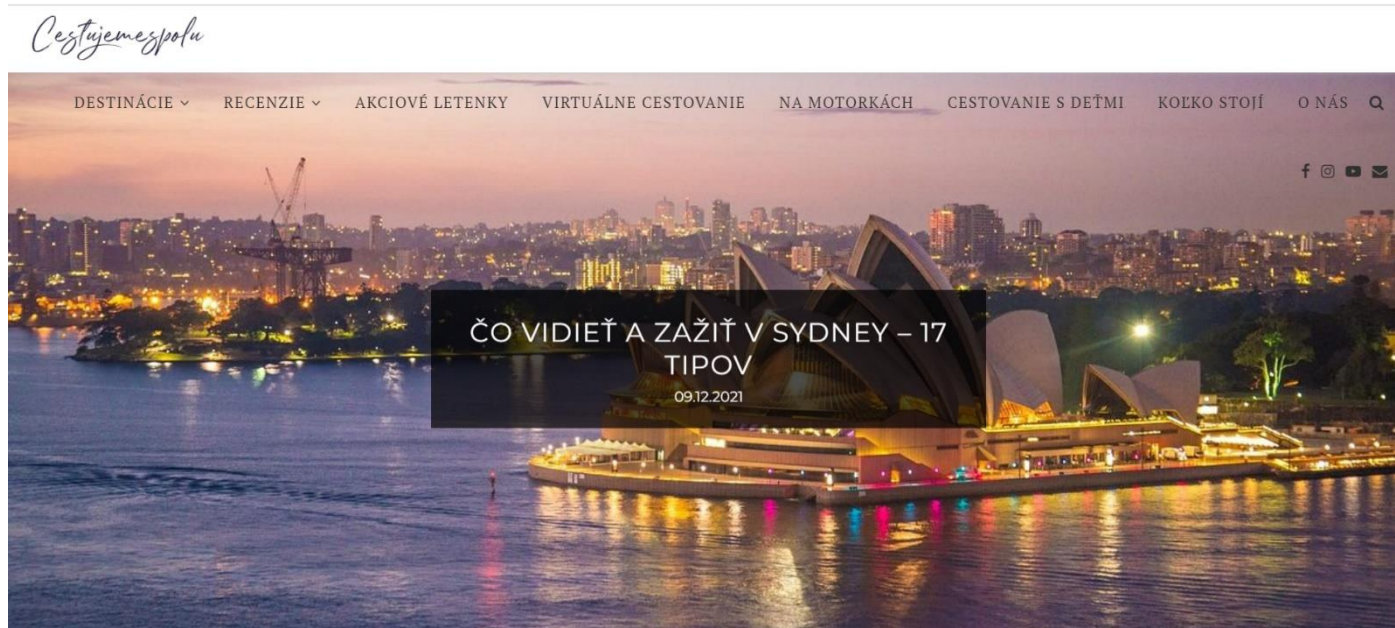 Cestujemespolu
DESTINÁCIE RECENZIE AKCIOVÉ LETENKY VIRTUÁLNE CESTOVANIE NA MOTORKÁCH CESTOVANIE S DEŤMI KOĽKO STOJÍ O NÁS
ČO VIDIEŤ A ZAŽIŤ V SYDNEY – 17
TIPOV
09.12.2021